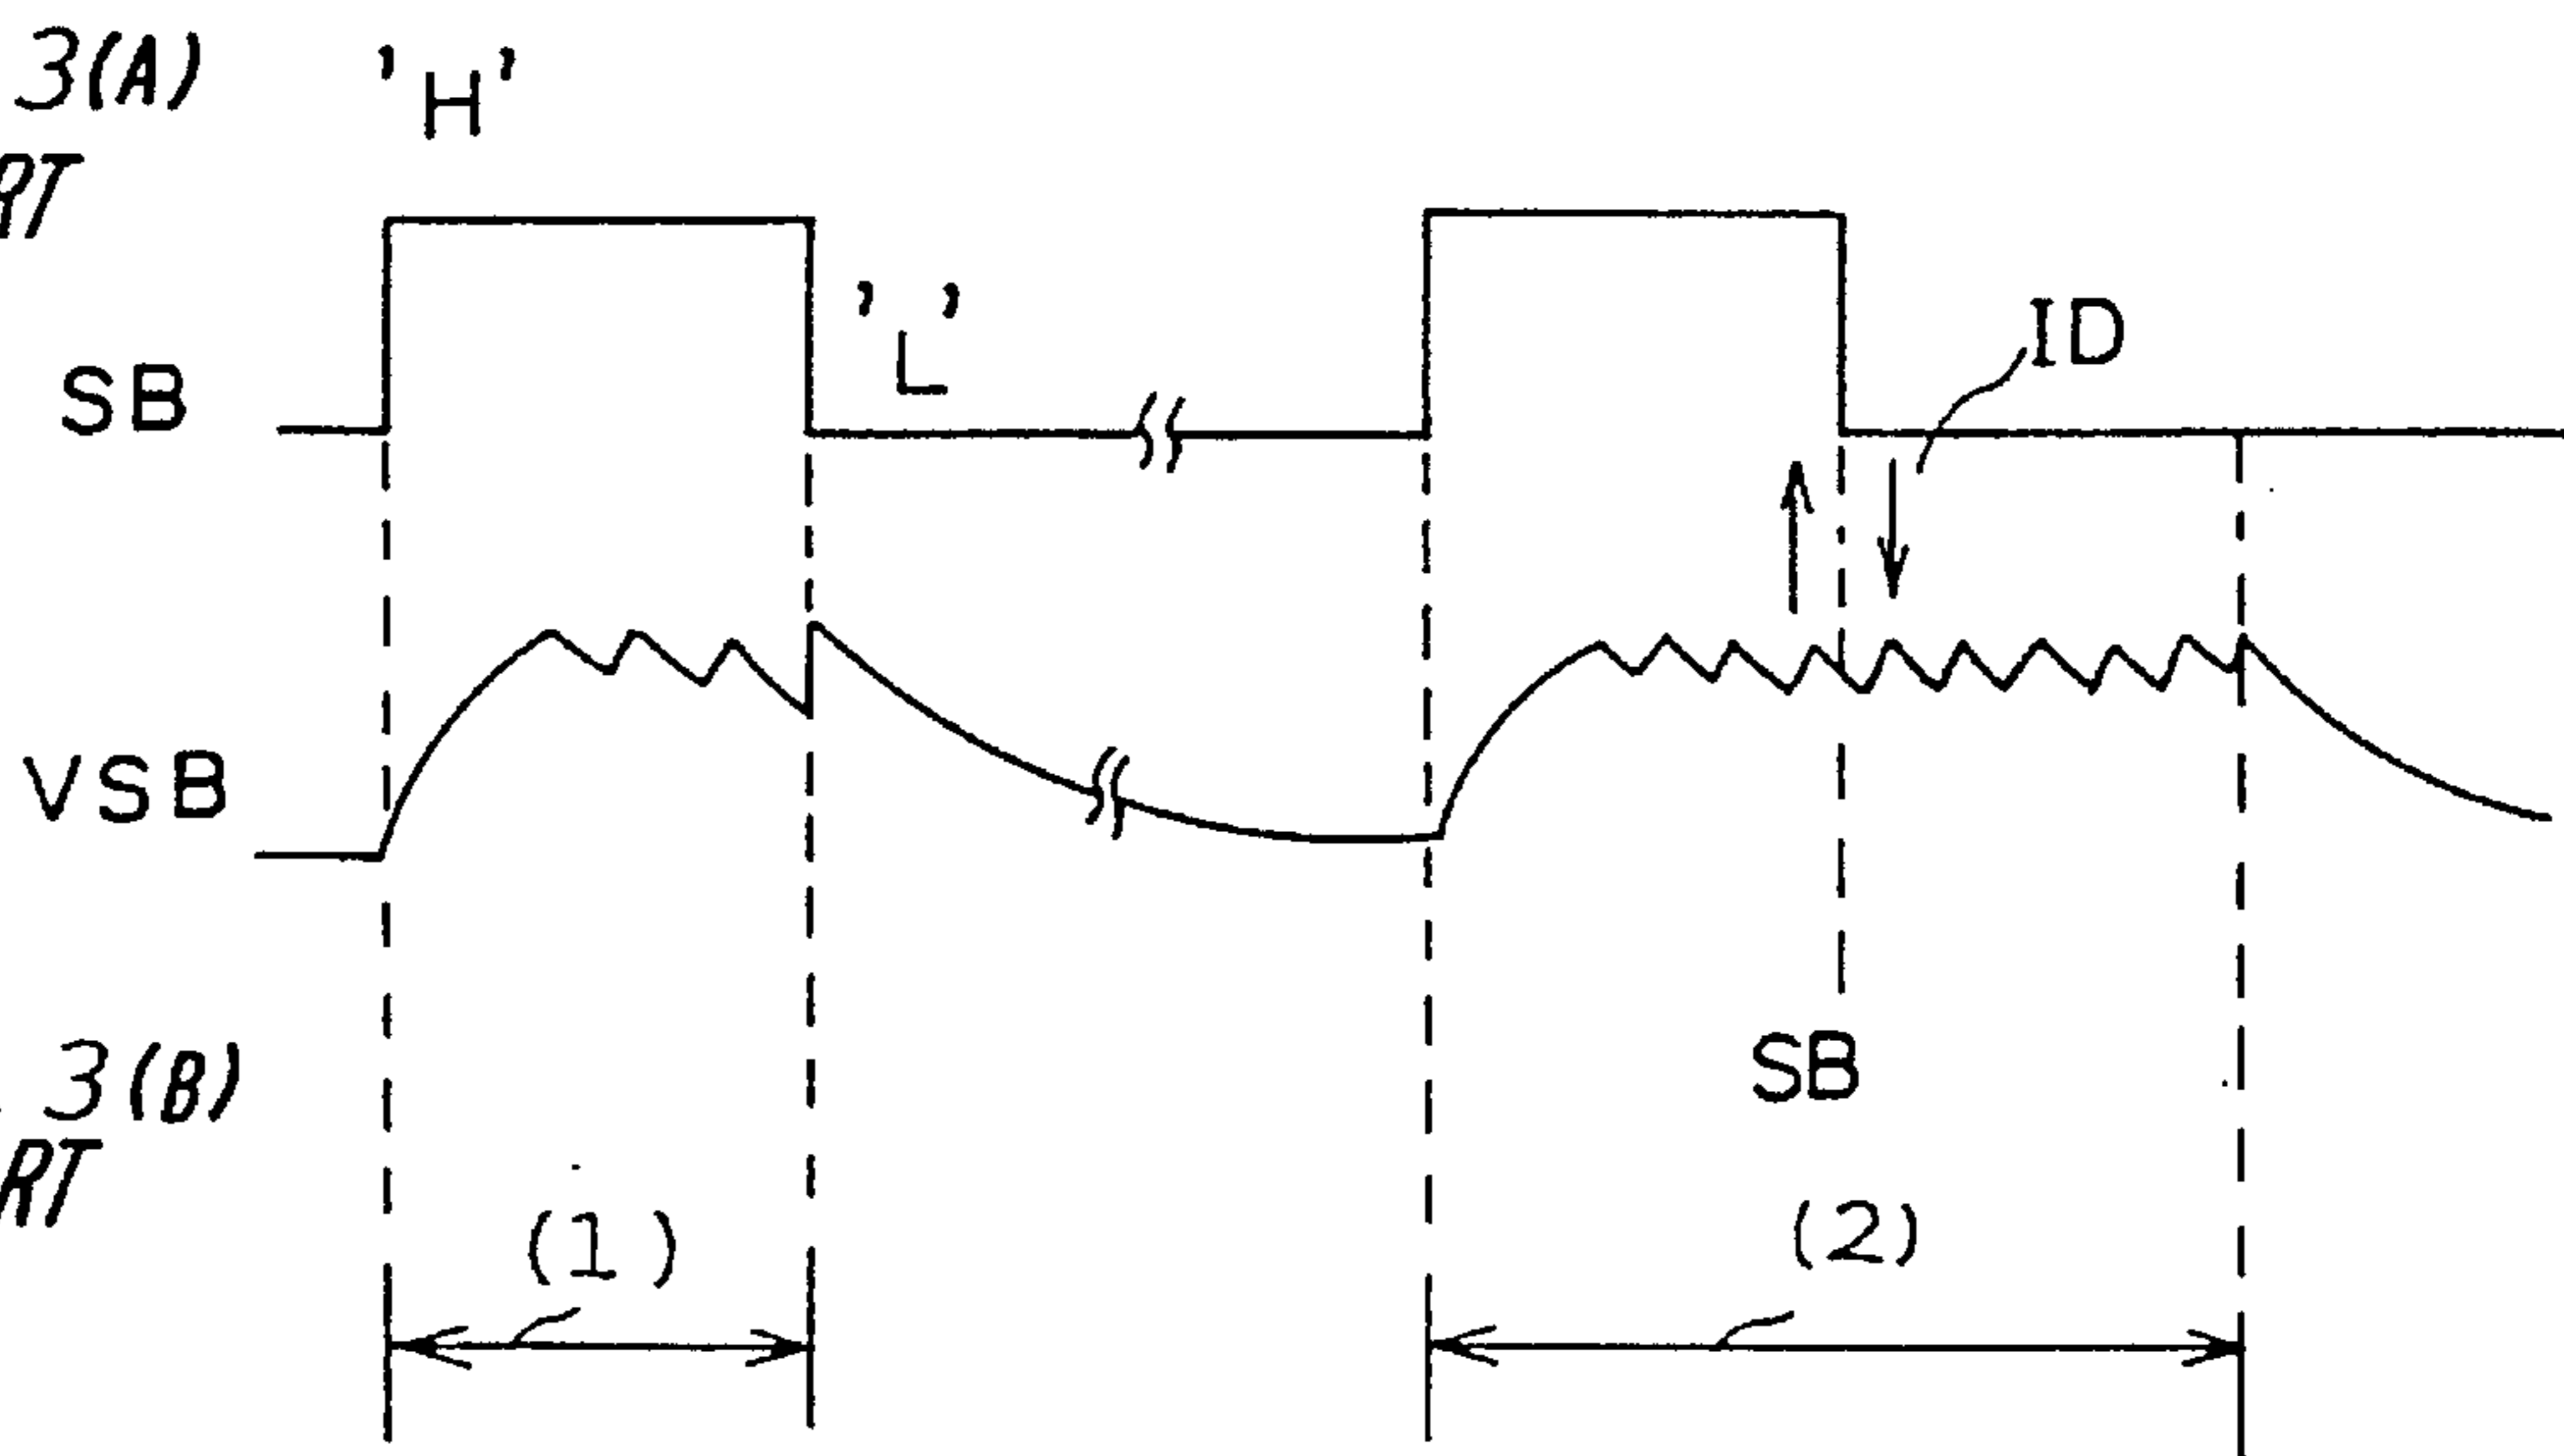 3(A)
'H'
RT
'L'
SB
ID
VSB
SB
3(B)
RT
(1)
(2)